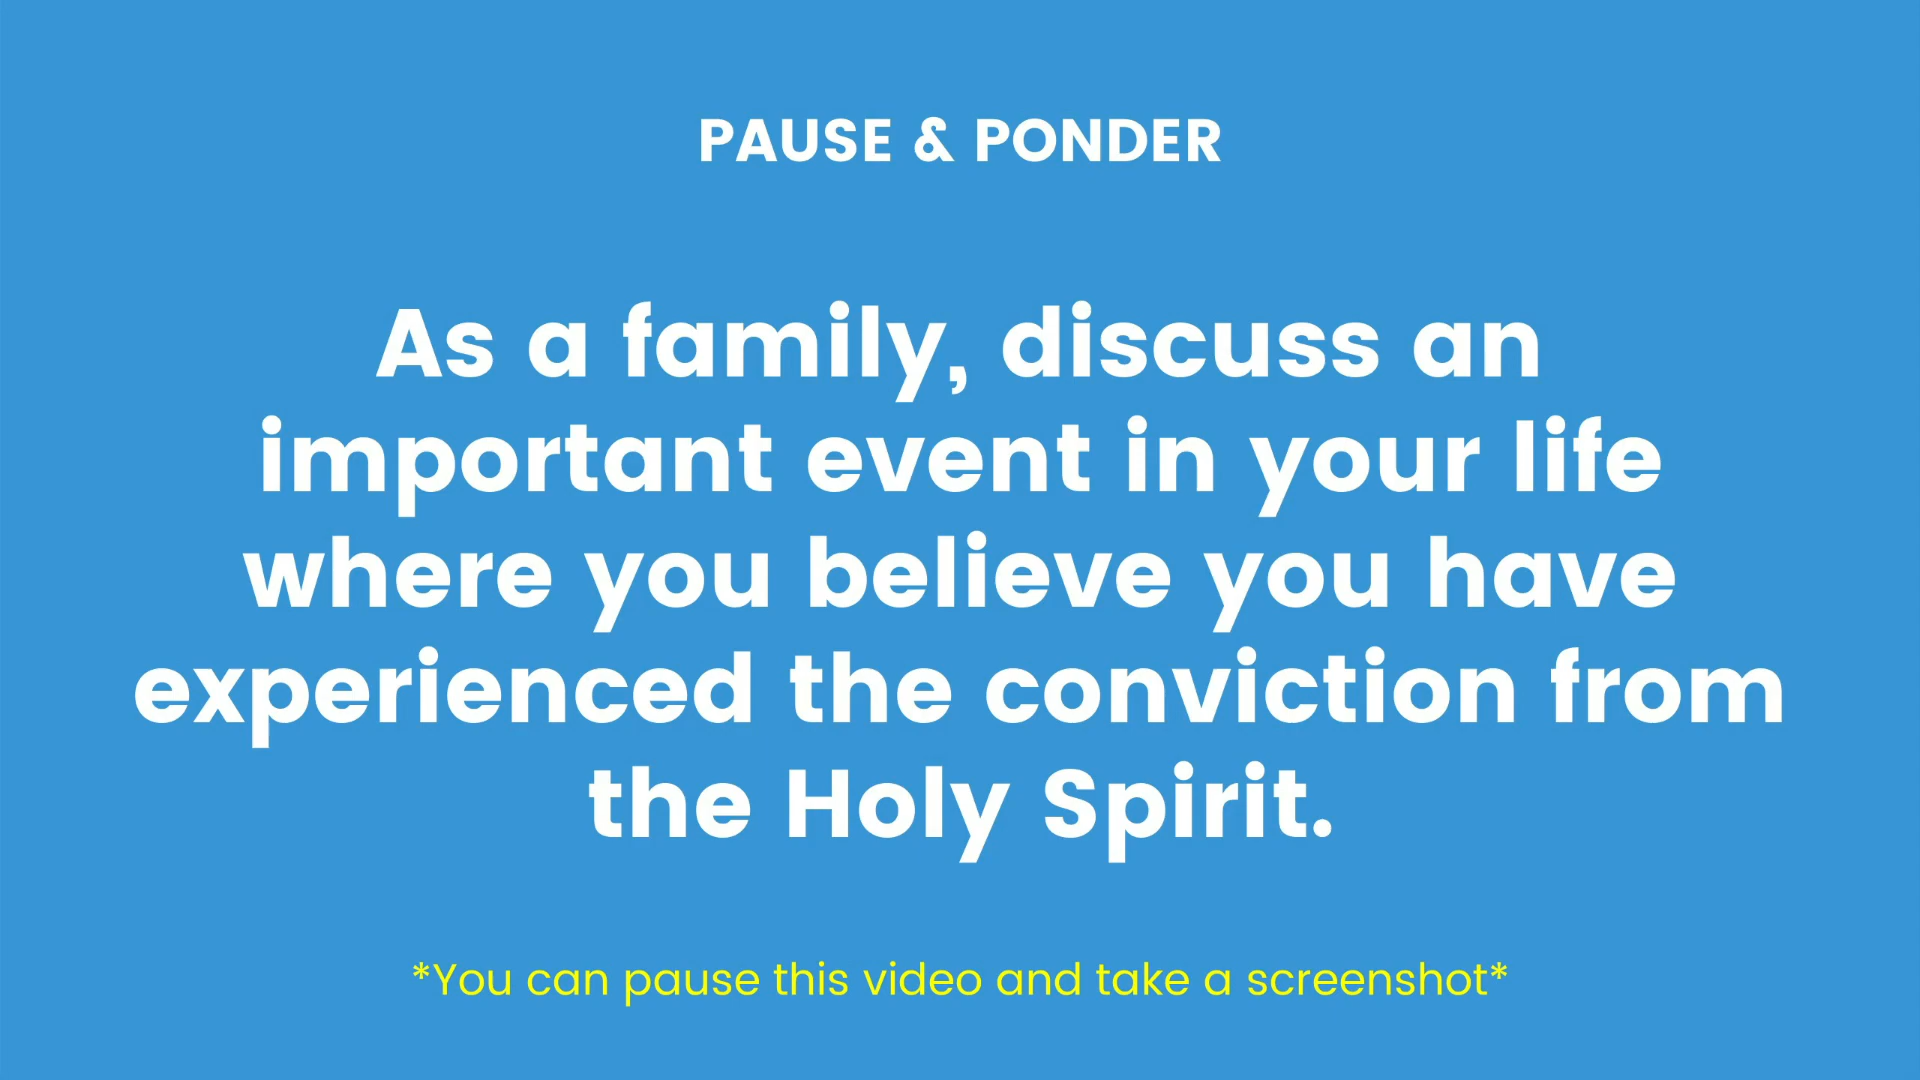 PAUSE & PONDER
As a family, discuss an
important event in your life
where you believe you have
experienced the conviction from
the Holy Spirit.
*You can pause this video and take a screenshot*